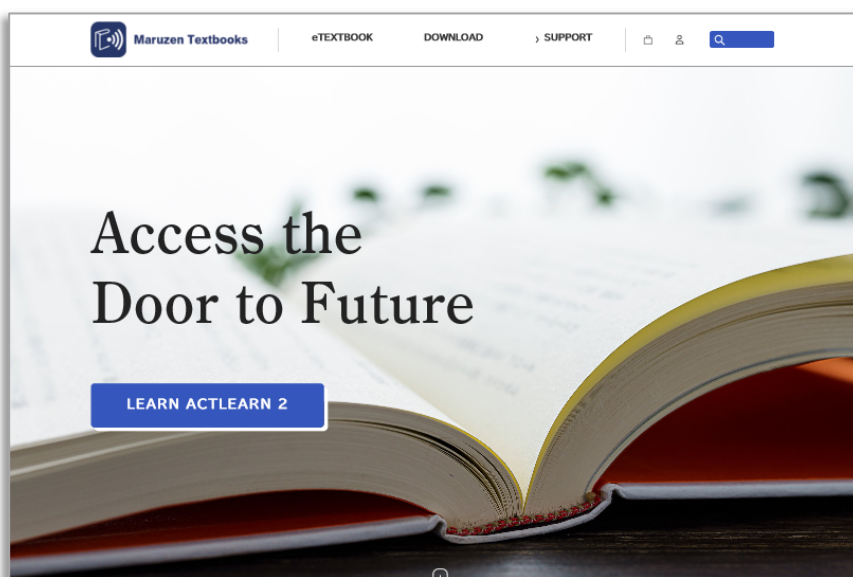 Maruzen Textbooks
eTEXTBOOK
DOWNLOAD
› SUPPORT
Access the
Door to Future
LEARN ACTLEARN 2